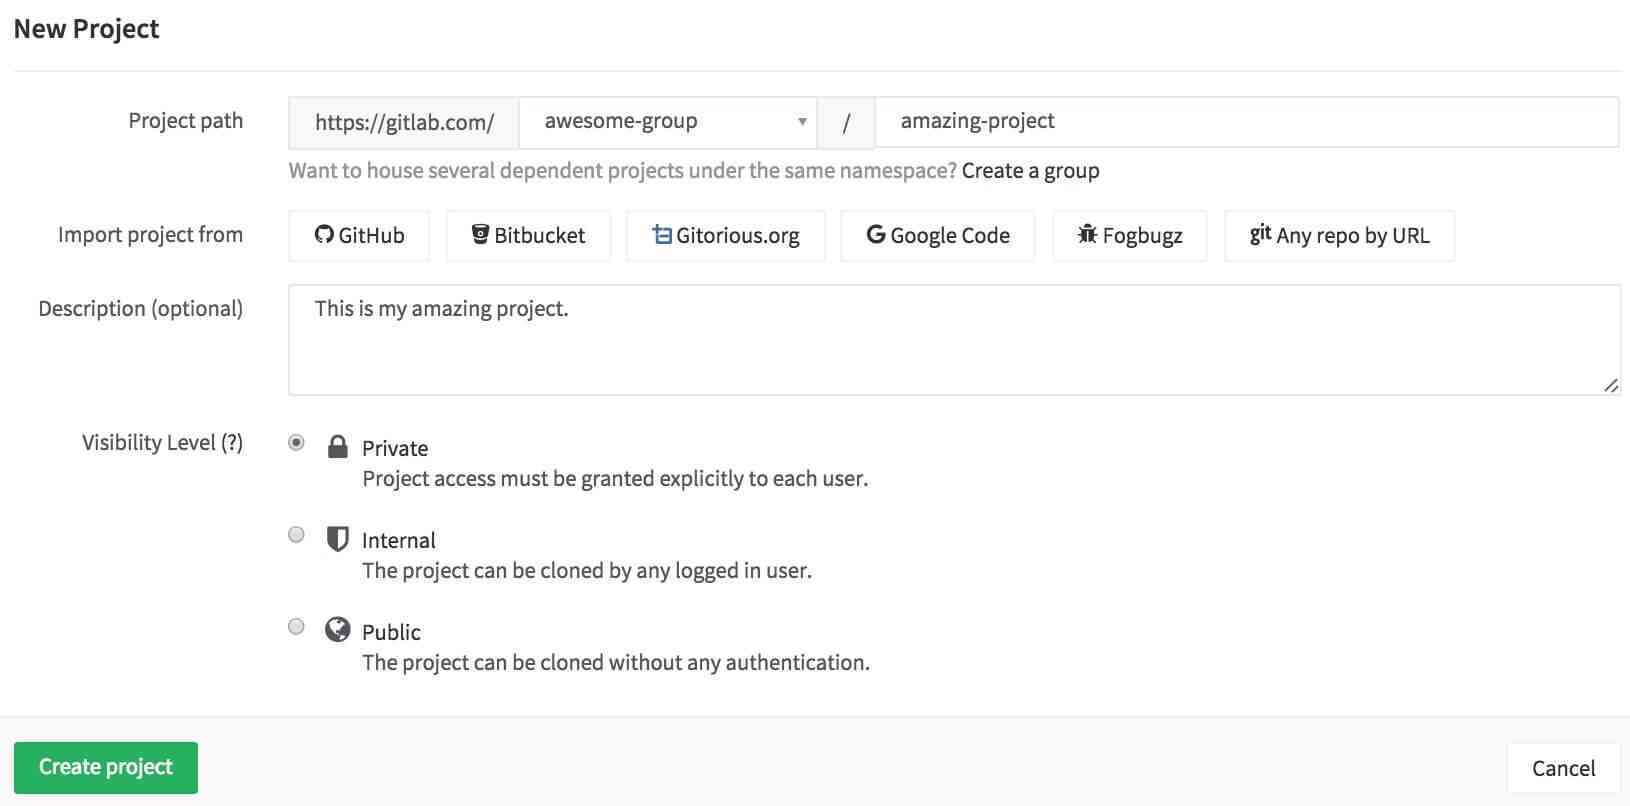 New Project
Project path https://gitlab.com/ awesome-group / amazing-project
Want to house several dependent projects under the same namespace? Create a group
Import project from GitHub Bitbucket Gitorious.org Google Code Fogbugz git Any repo by URL
Description (optional) This is my amazing project.
Visibility Level (?) Private
Project access must be granted explicitly to each user.
Internal
The project can be cloned by any logged in user.
Public
The project can be cloned without any authentication.
Create project Cancel